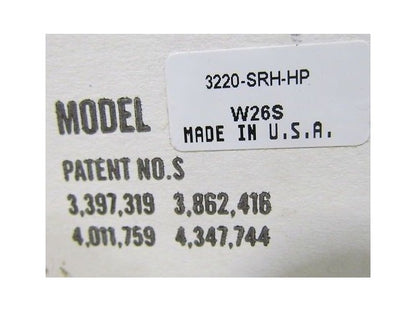 3220-SRH-HP
MODEL W26S
MADE IN U.S.A.
PATENT NO.S
3,397,319 3,862,416
4,011,759 4,347,744